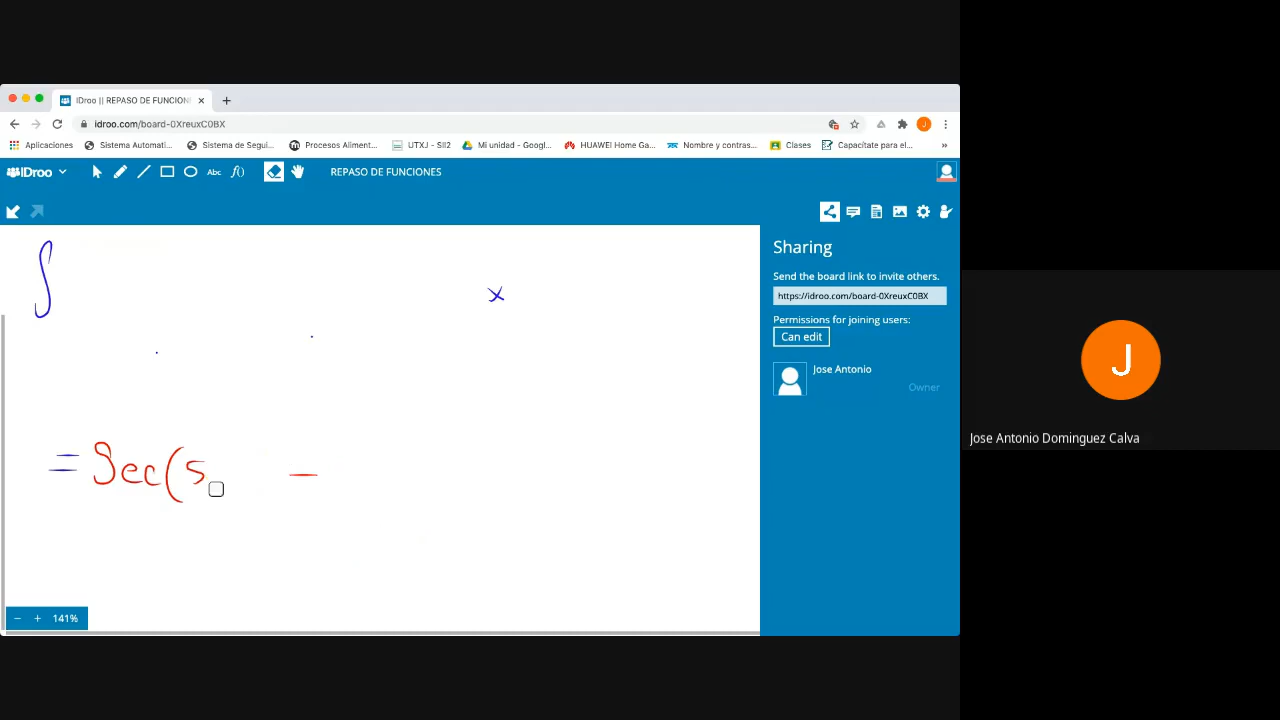 IDroo || REPASO DE FUNCION
idroo.com/board-0XreuxC0BX
Aplicaciones Sistema Automati... Sistema de Segui... Procesos Aliment... UTXJ - SII2 Mi unidad - Googl... HUAWEI Home Ga... Nombre y contras... Clases Capacítate para el... »
IDroo Abc f() REPASO DE FUNCIONES
Sharing
Send the board link to invite others.
https://idroo.com/board-0XreuxC0BX
Permissions for joining users:
Can edit
Jose Antonio
Owner
∫ x
= Sec(5 −
− + 141%
J
Jose Antonio Dominguez Calva